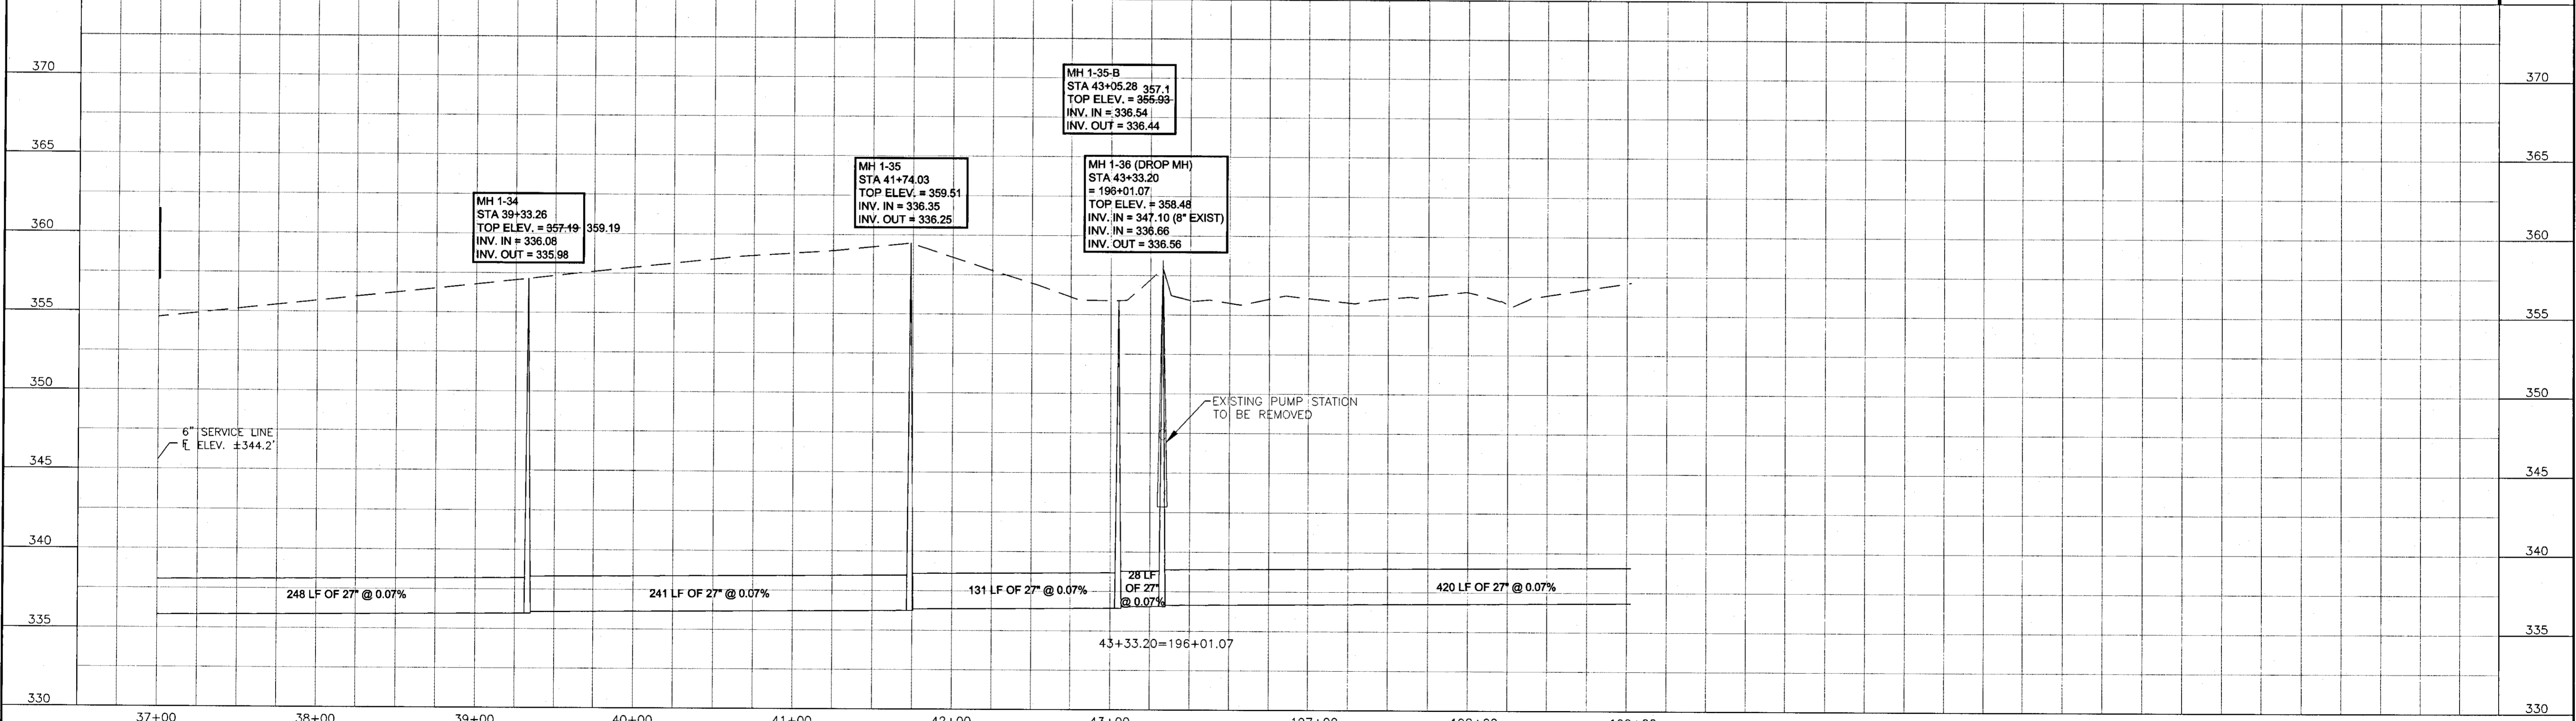 370
365
360
355
350
345
340
335
330
MH 1-34
STA 39+33.26
TOP ELEV. = 357.19 359.19
INV. IN = 336.08
INV. OUT = 335.98
MH 1-35
STA 41+74.03
TOP ELEV. = 359.51
INV. IN = 336.35
INV. OUT = 336.25
MH 1-35-B
STA 43+05.28 357.1
TOP ELEV. = 355.93
INV. IN = 336.54
INV. OUT = 336.44
MH 1-36 (DROP MH)
STA 43+33.20
= 196+01.07
TOP ELEV. = 358.48
INV. IN = 347.10 (8" EXIST)
INV. IN = 336.66
INV. OUT = 336.56
6" SERVICE LINE
FL ELEV. ±344.2'
EXISTING PUMP STATION
TO BE REMOVED
248 LF OF 27" @ 0.07%
241 LF OF 27" @ 0.07%
131 LF OF 27" @ 0.07%
28 LF
OF 27"
@ 0.07%
420 LF OF 27" @ 0.07%
43+33.20=196+01.07
37+00
38+00
39+00
40+00
41+00
42+00
43+00
197+00
370
365
360
355
350
345
340
335
330